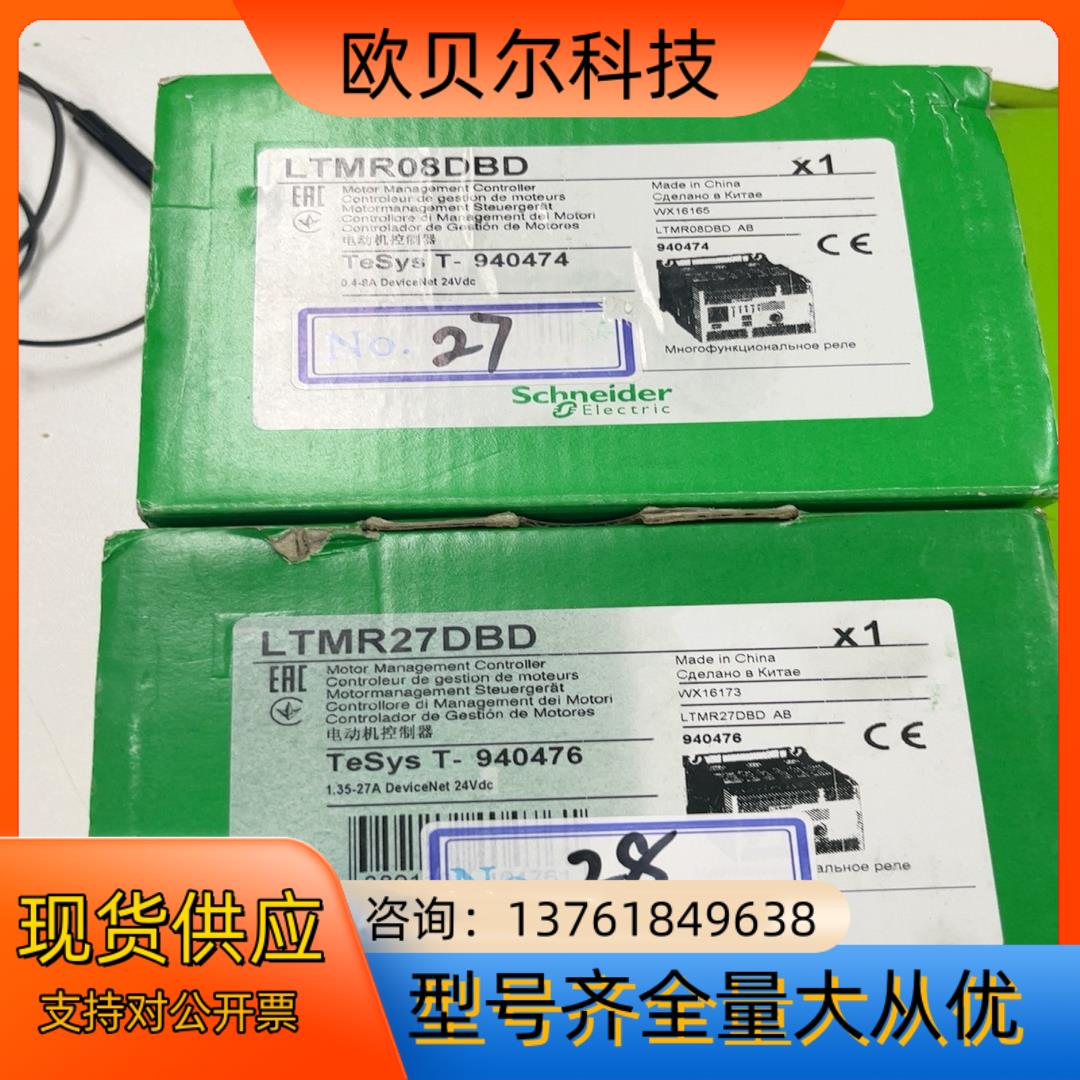 欧贝尔科技
LTMR08DBD
x1
EAC
Motor Management Controller
Controleur de gestion de moteurs
Motormanagement Steuergerät
Controllore di Management dei Motori
Controlador de Gestión de Motores
电动机控制器
TeSys T- 940474
0.4-8A DeviceNet 24Vdc
Made in China
Сделано в Китае
WX16165
LTMR08DBD AB
940474
CE
Многофункциональное реле
No. 27
Schneider
Electric
LTMR27DBD
x1
EAC
Motor Management Controller
Controleur de gestion de moteurs
Motormanagement Steuergerät
Controllore di Management dei Motori
Controlador de Gestión de Motores
电动机控制器
TeSys T- 940476
1.35-27A DeviceNet 24Vdc
Made in China
Сделано в Китае
WX16173
LTMR27DBD AB
940476
CE
альное реле
No. 28
现货供应
支持对公开票
咨询：13761849638
型号齐全量大从优